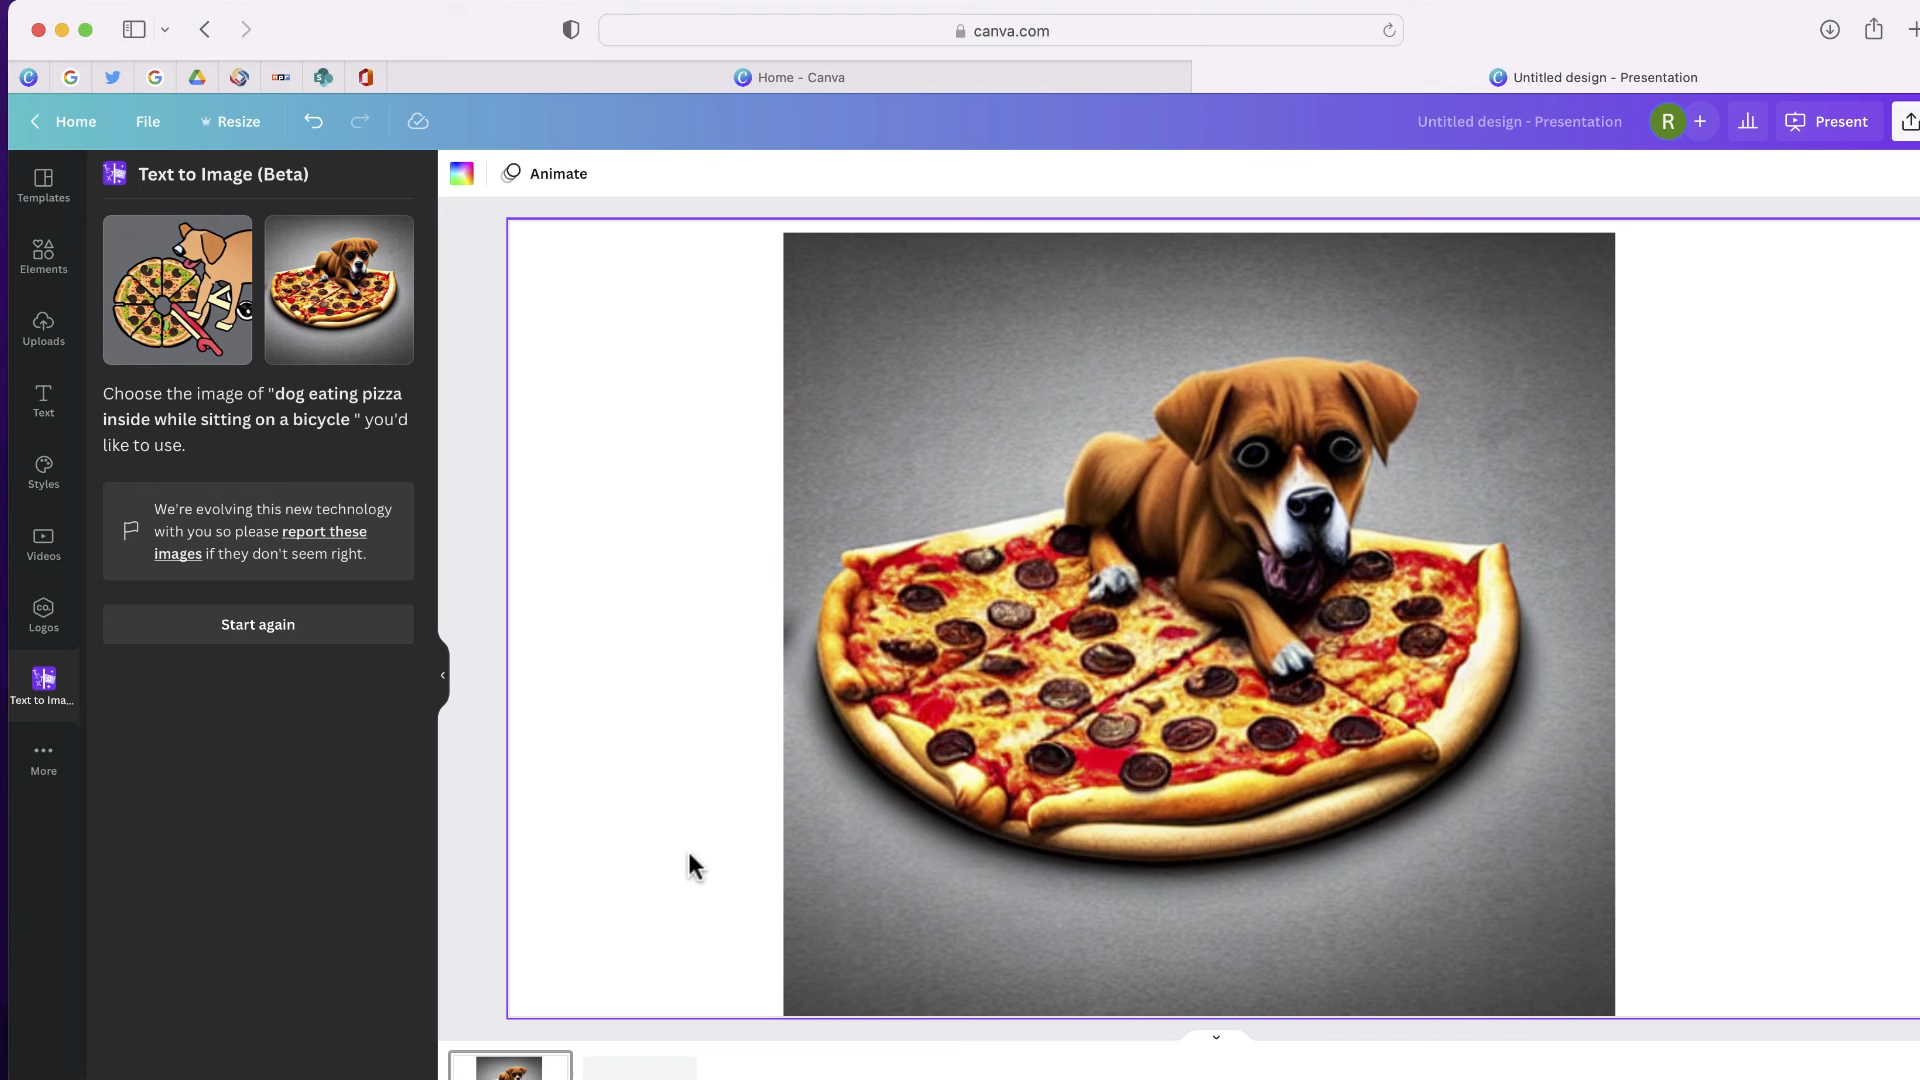 canva.com
Home - Canva
Untitled design - Presentation
Home
File
Resize
Untitled design - Presentation
R
Present
Templates
Elements
Uploads
Text
Styles
Videos
CO.
Logos
Text to Ima...
More
Text to Image (Beta)
Choose the image of "dog eating pizza
inside while sitting on a bicycle " you'd
like to use.
We're evolving this new technology
with you so please report these
images if they don't seem right.
Start again
Animate